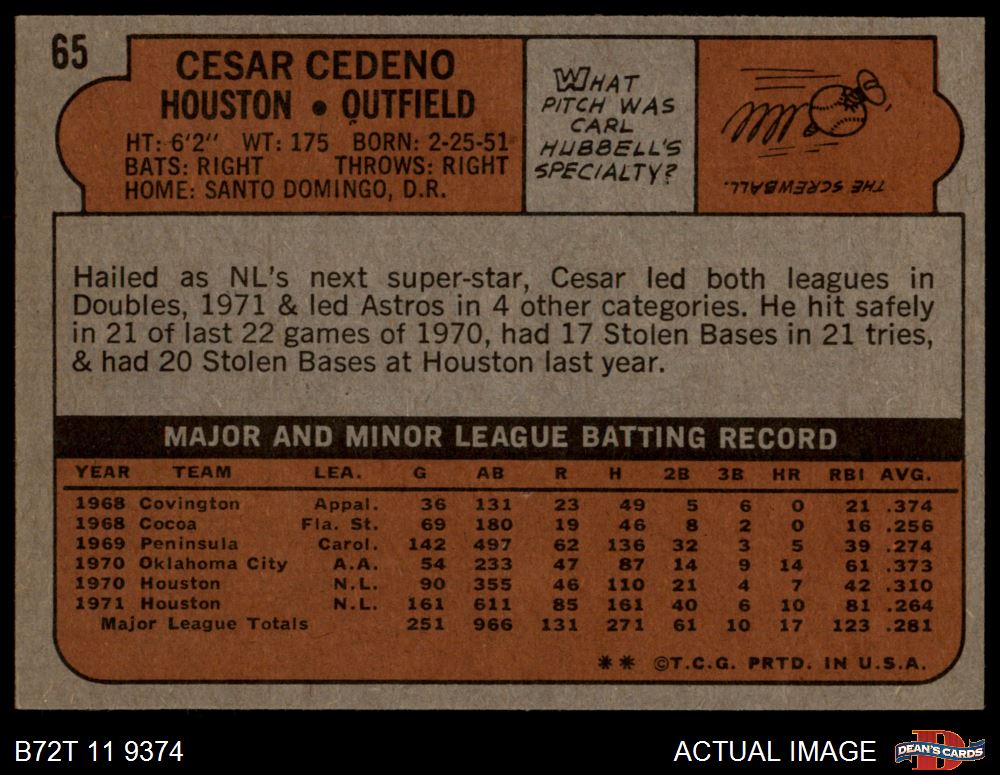 65
CESAR CEDENO
HOUSTON • OUTFIELD
HT: 6'2" WT: 175 BORN: 2-25-51
BATS: RIGHT THROWS: RIGHT
HOME: SANTO DOMINGO, D.R.
WHAT
PITCH WAS
CARL
HUBBELL'S
SPECIALTY?
THE SCREWBALL.
Hailed as NL's next super-star, Cesar led both leagues in
Doubles, 1971 & led Astros in 4 other categories. He hit safely
in 21 of last 22 games of 1970, had 17 Stolen Bases in 21 tries,
& had 20 Stolen Bases at Houston last year.
MAJOR AND MINOR LEAGUE BATTING RECORD
YEAR TEAM LEA. G AB R H 2B 3B HR RBI AVG.
1968 Covington Appal. 36 131 23 49 5 6 0 21 .374
1968 Cocoa Fla. St. 69 180 19 46 8 2 0 16 .256
1969 Peninsula Carol. 142 497 62 136 32 3 5 39 .274
1970 Oklahoma City A.A. 54 233 47 87 14 9 14 61 .373
1970 Houston N.L. 90 355 46 110 21 4 7 42 .310
1971 Houston N.L. 161 611 85 161 40 6 10 81 .264
Major League Totals 251 966 131 271 61 10 17 123 .281
** ©T.C.G. PRTD. IN U.S.A.
B72T 11 9374
ACTUAL IMAGE
D
DEAN'S CARDS